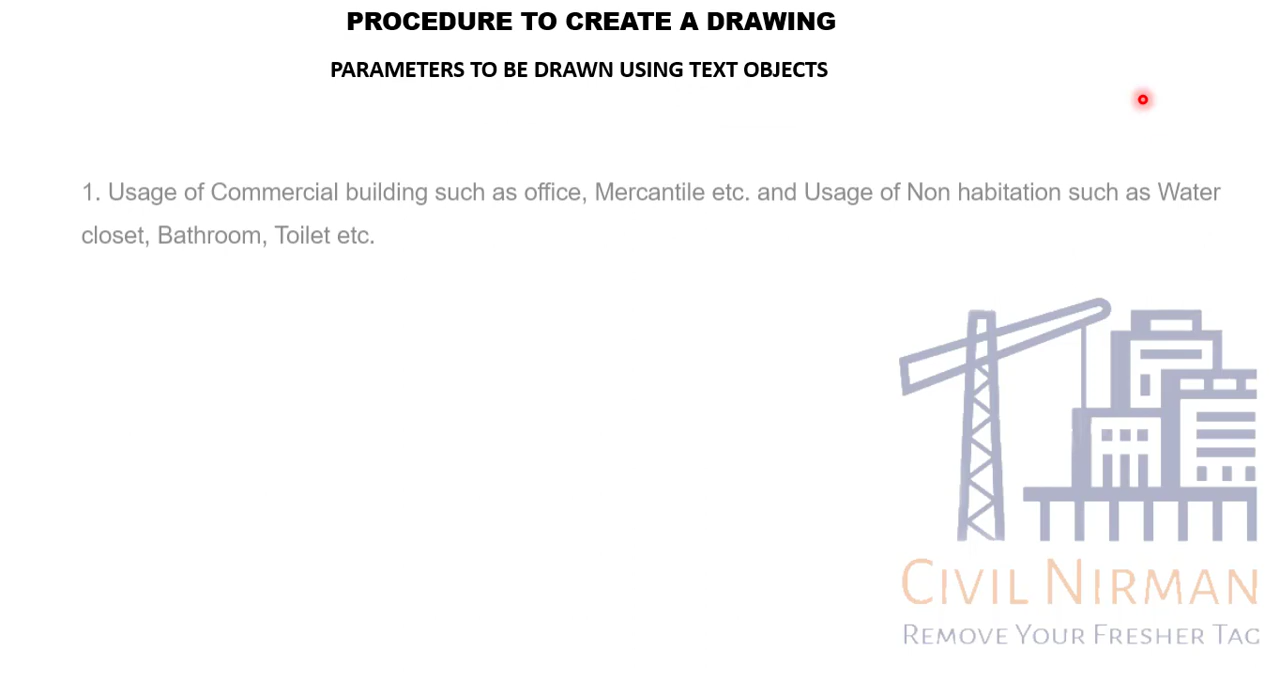 PROCEDURE TO CREATE A DRAWING
PARAMETERS TO BE DRAWN USING TEXT OBJECTS
1. Usage of Commercial building such as office, Mercantile etc. and Usage of Non habitation such as Water
closet, Bathroom, Toilet etc.
CIVIL NIRMAN
REMOVE YOUR FRESHER TAG